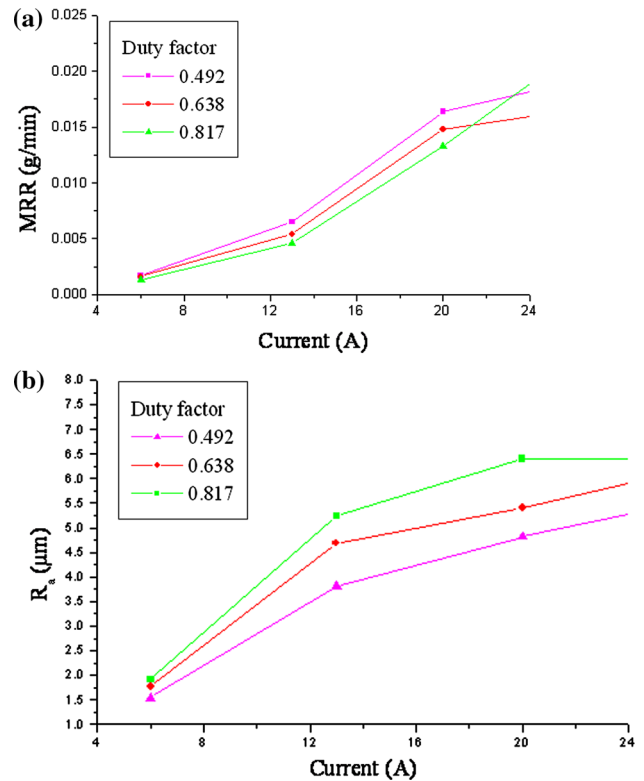 (a)
Duty factor
0.492
0.638
0.817
0.025
0.020
0.015
0.010
0.005
0.000
MRR (g/min)
4 8 12 16 20 24
Current (A)
(b)
Duty factor
0.492
0.638
0.817
8.0
7.5
7.0
6.5
6.0
5.5
5.0
4.5
4.0
3.5
3.0
2.5
2.0
1.5
1.0
Ra (μm)
4 8 12 16 20 24
Current (A)